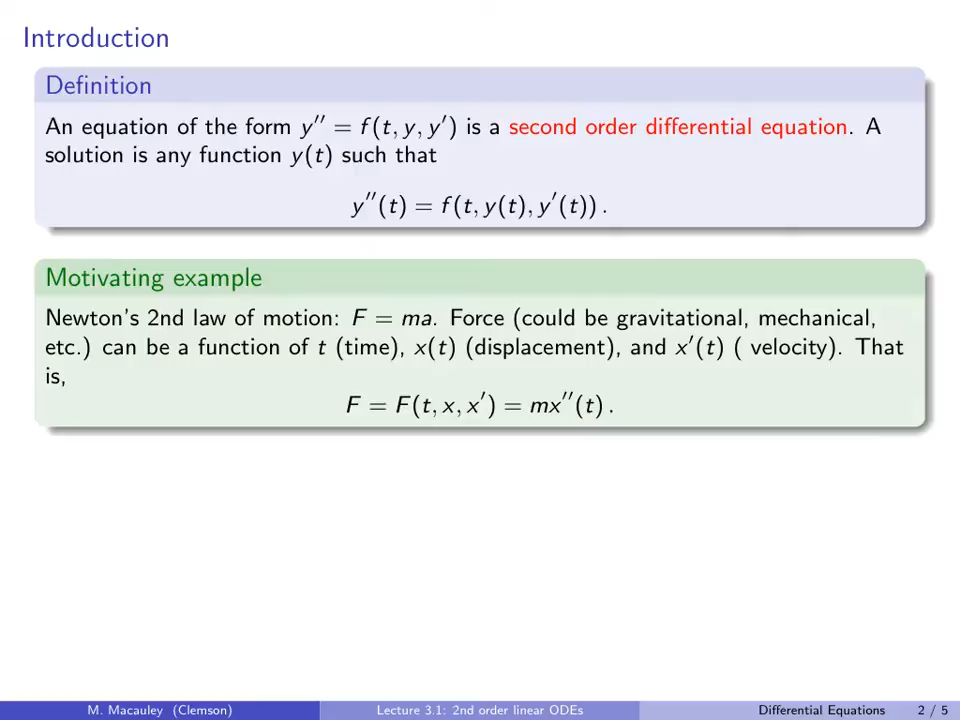 Introduction
Definition
An equation of the form y′′ = f(t, y, y′) is a second order differential equation. A
solution is any function y(t) such that
y′′(t) = f(t, y(t), y′(t)) .
Motivating example
Newton's 2nd law of motion: F = ma. Force (could be gravitational, mechanical,
etc.) can be a function of t (time), x(t) (displacement), and x′(t) ( velocity). That
is,
F = F(t, x, x′) = mx′′(t) .
M. Macauley (Clemson) Lecture 3.1: 2nd order linear ODEs Differential Equations 2 / 5